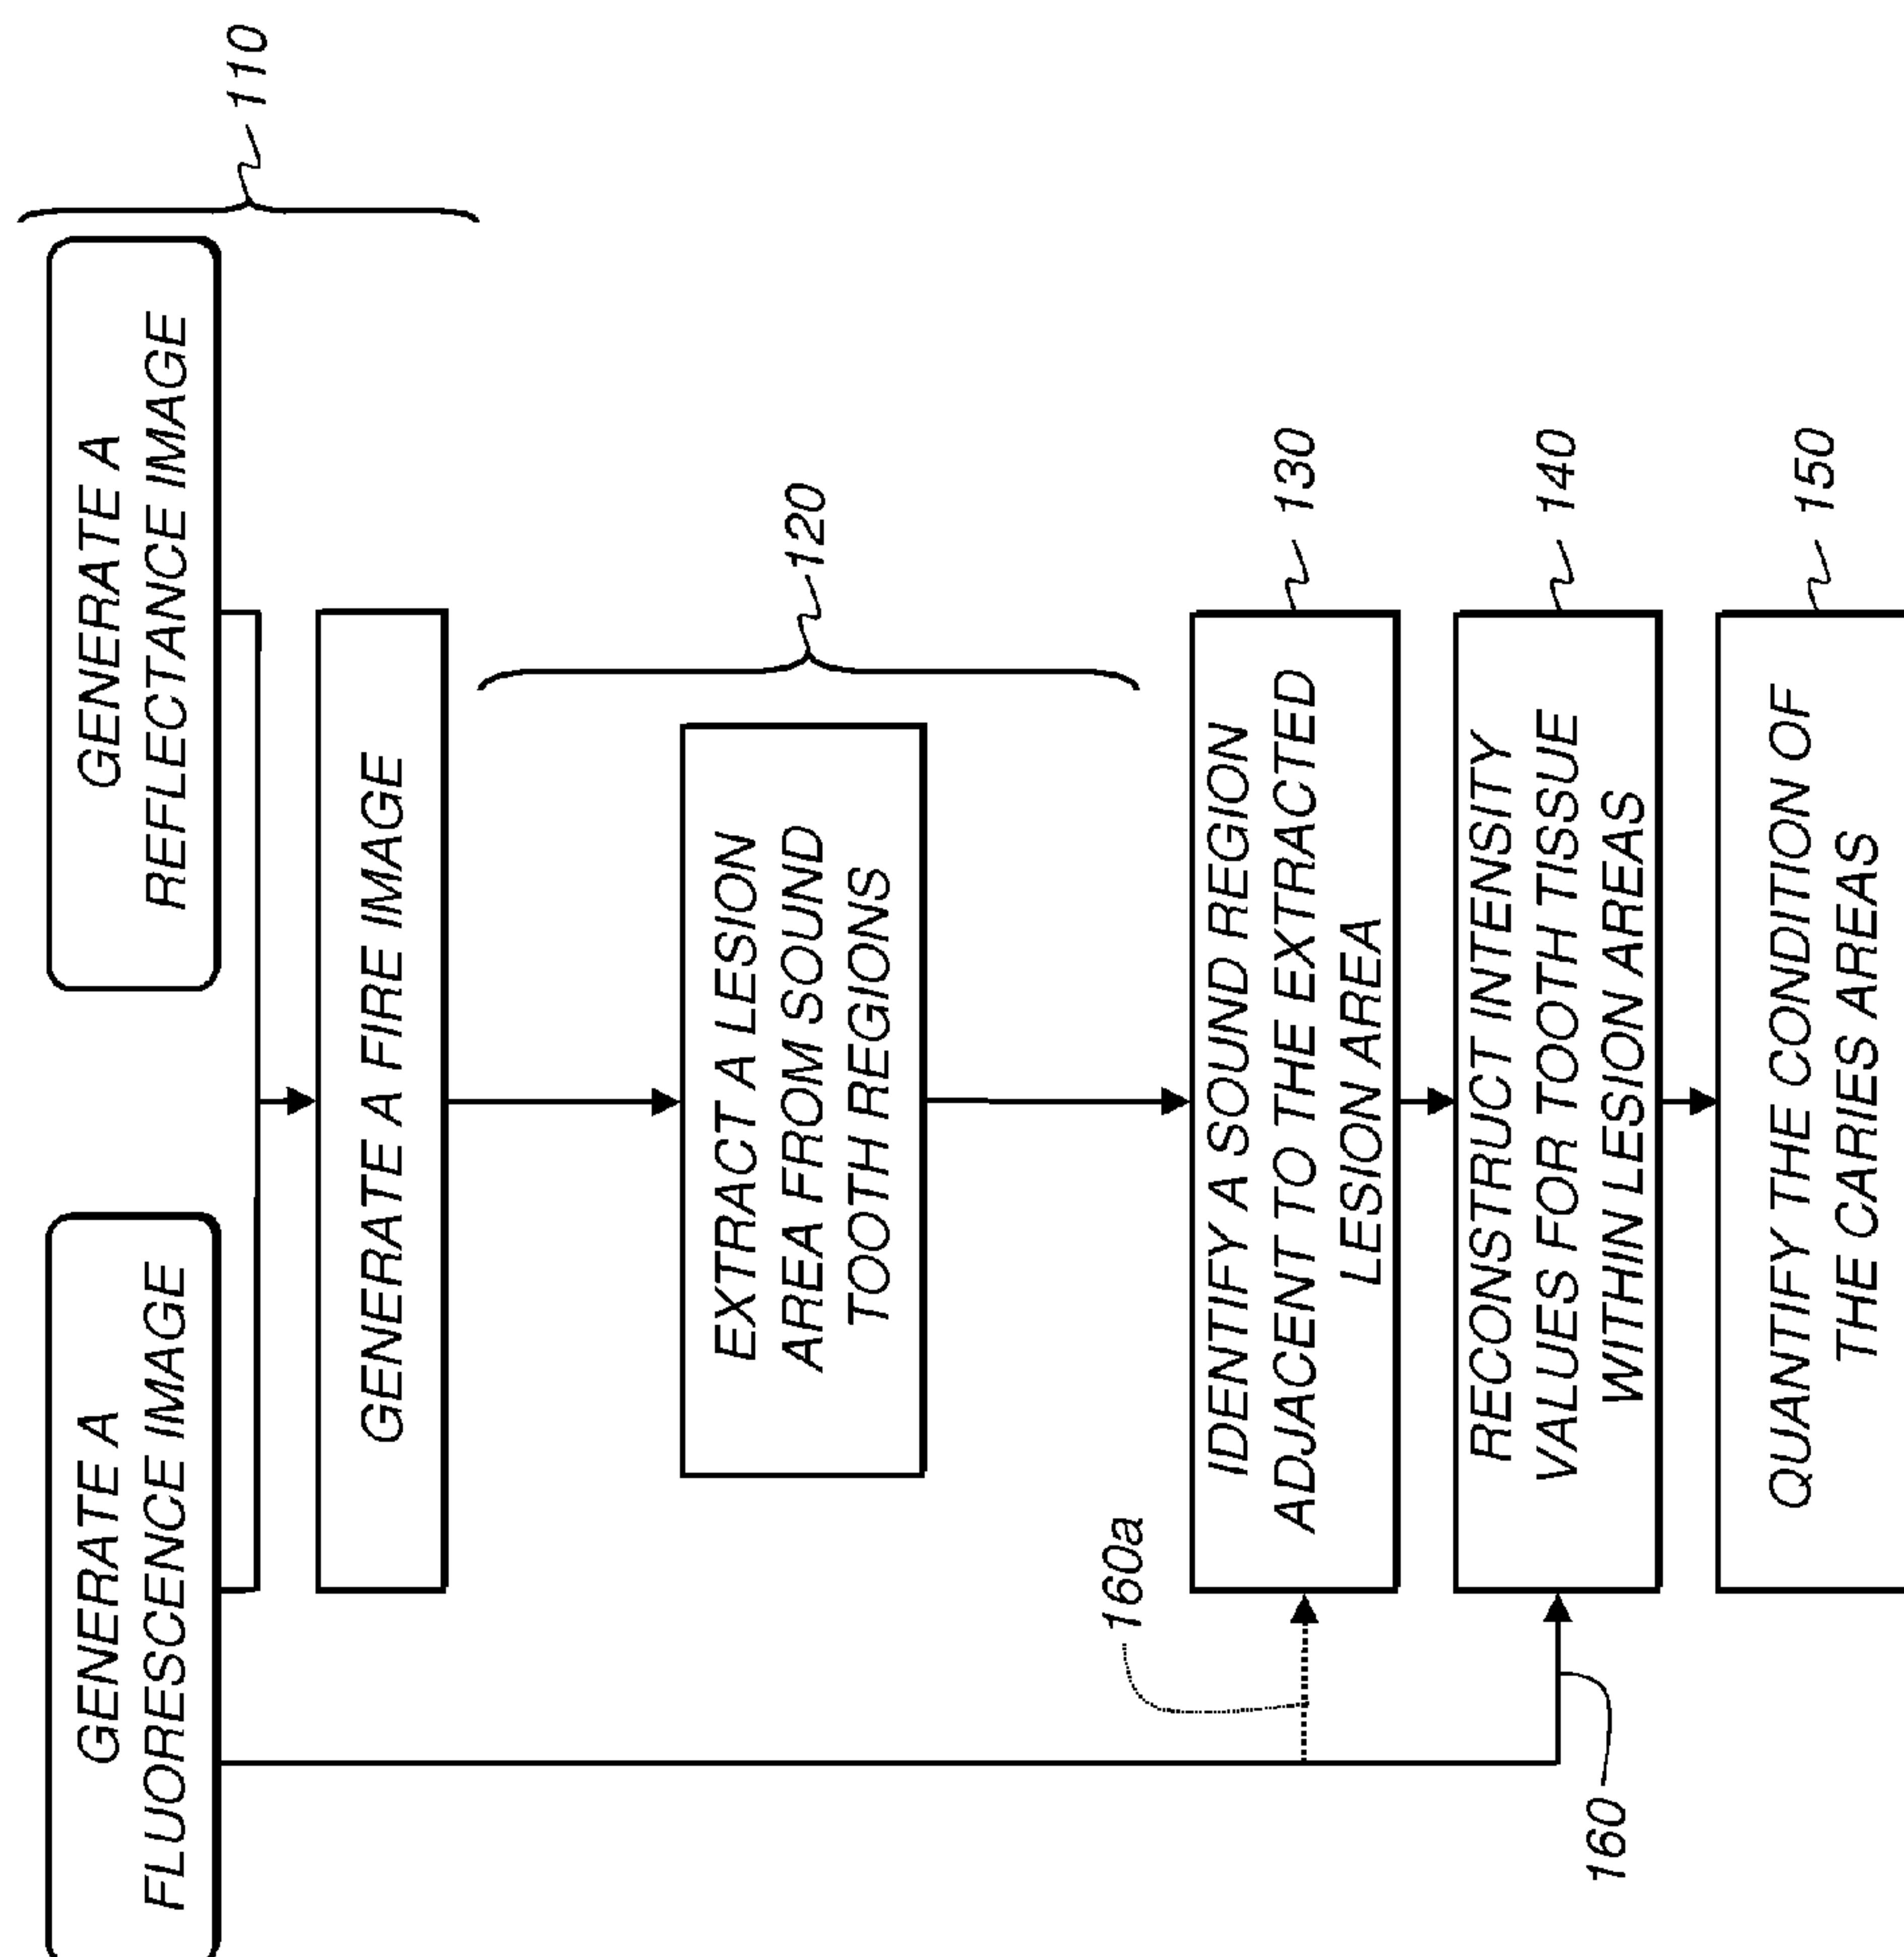 GENERATE A
FLUORESCENCE IMAGE
GENERATE A
REFLECTANCE IMAGE
110
GENERATE A FIRE IMAGE
EXTRACT A LESION
AREA FROM SOUND
TOOTH REGIONS
120
160a
IDENTIFY A SOUND REGION
ADJACENT TO THE EXTRACTED
LESION AREA
130
RECONSTRUCT INTENSITY
VALUES FOR TOOTH TISSUE
WITHIN LESION AREAS
140
160
QUANTIFY THE CONDITION OF
THE CARIES AREAS
150